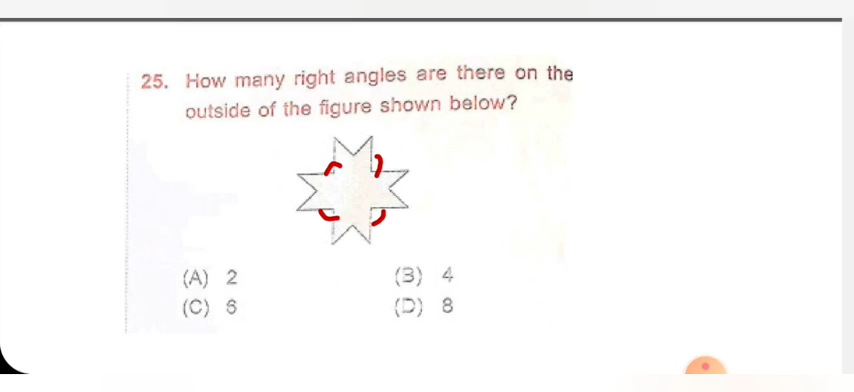 25. How many right angles are there on the
outside of the figure shown below?
(A) 2 (B) 4
(C) 6 (D) 8